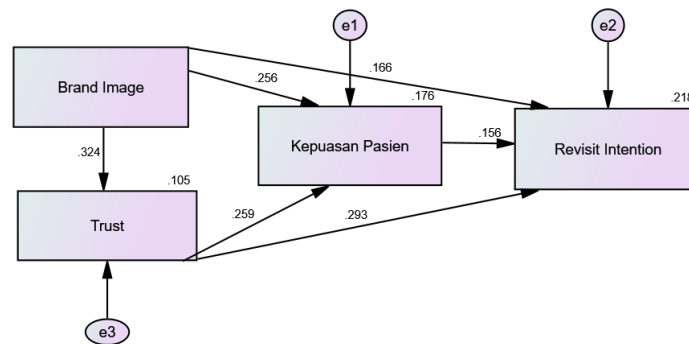 e1
e2
Brand Image
.166
.218
.256
.176
Kepuasan Pasien
.156
Revisit Intention
.324
.105
Trust
.259
.293
e3